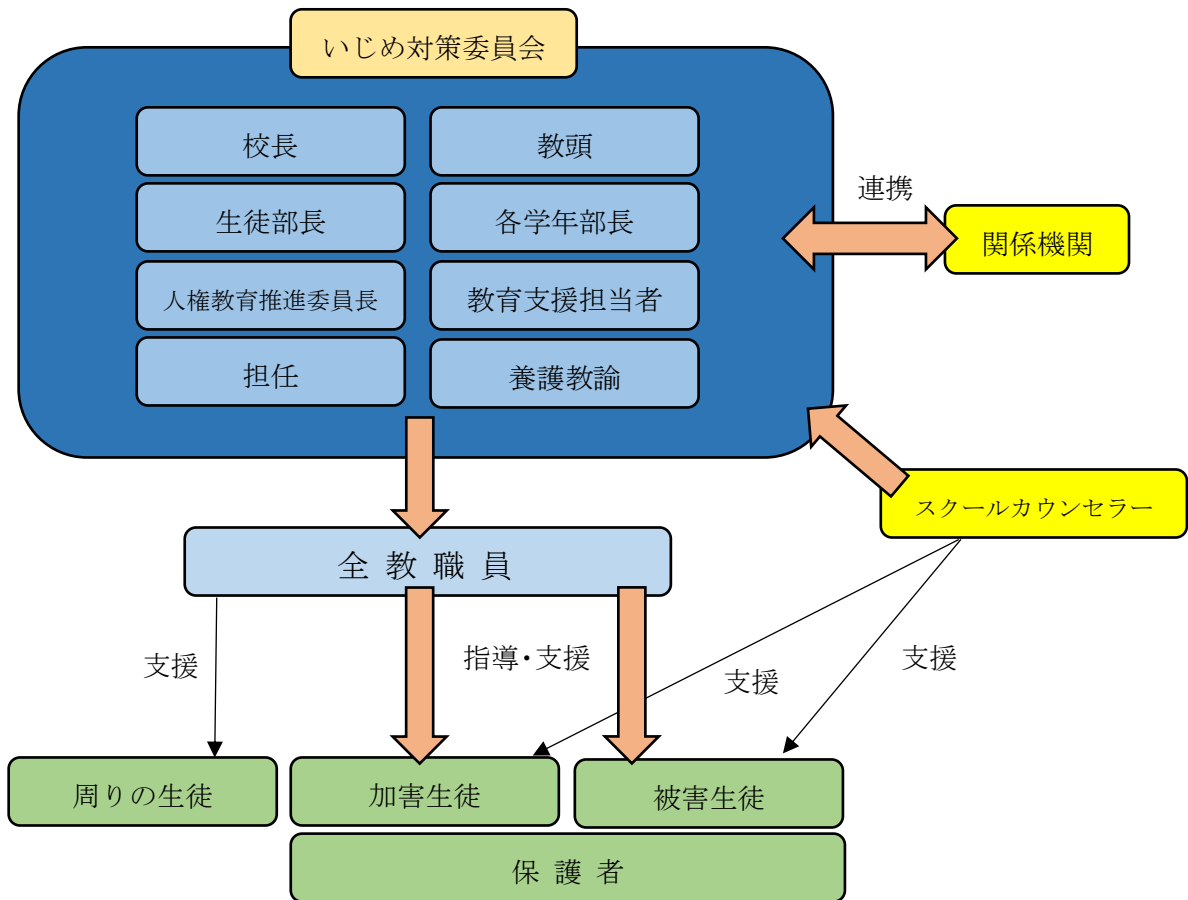 いじめ対策委員会
校長
教頭
生徒部長
各学年部長
人権教育推進委員長
教育支援担当者
担任
養護教諭
連携
関係機関
スクールカウンセラー
全 教 職 員
支援
指導・支援
支援
支援
周りの生徒
加害生徒
被害生徒
保 護 者